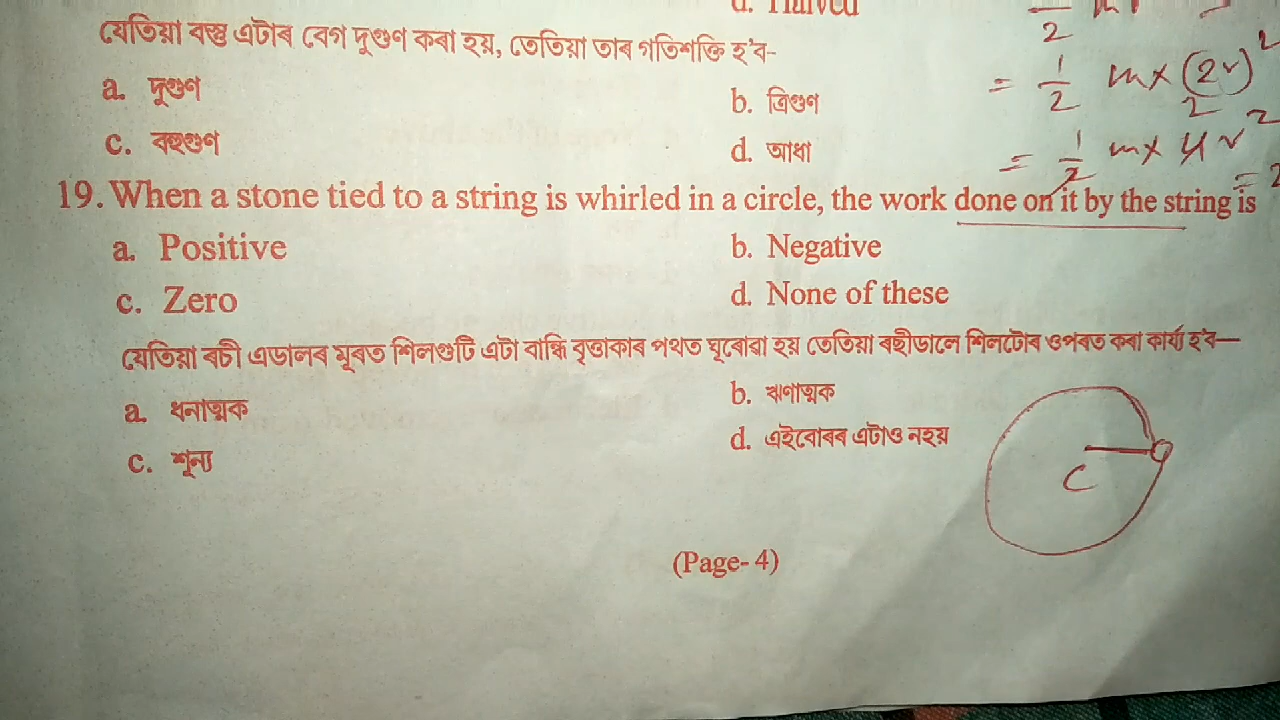 d. Halved
যেতিয়া বস্তু এটাৰ বেগ দুগুণ কৰা হয়, তেতিয়া তাৰ গতিশক্তি হ'ব-
a. দুগুণ
b. ত্ৰিগুণ
c. বহুগুণ
d. আধা
= 1/2 m × (2v)²
= 1/2 m × 4v²
19. When a stone tied to a string is whirled in a circle, the work done on it by the string is
a. Positive
b. Negative
c. Zero
d. None of these
যেতিয়া ৰচী এডালৰ মূৰত শিলগুটি এটা বান্ধি বৃত্তাকাৰ পথত ঘূৰোৱা হয় তেতিয়া ৰছীডালে শিলটোৰ ওপৰত কৰা কাৰ্য্য হ'ব—
a. ধনাত্মক
b. ঋণাত্মক
c. শূন্য
d. এইবোৰৰ এটাও নহয়
C
(Page- 4)